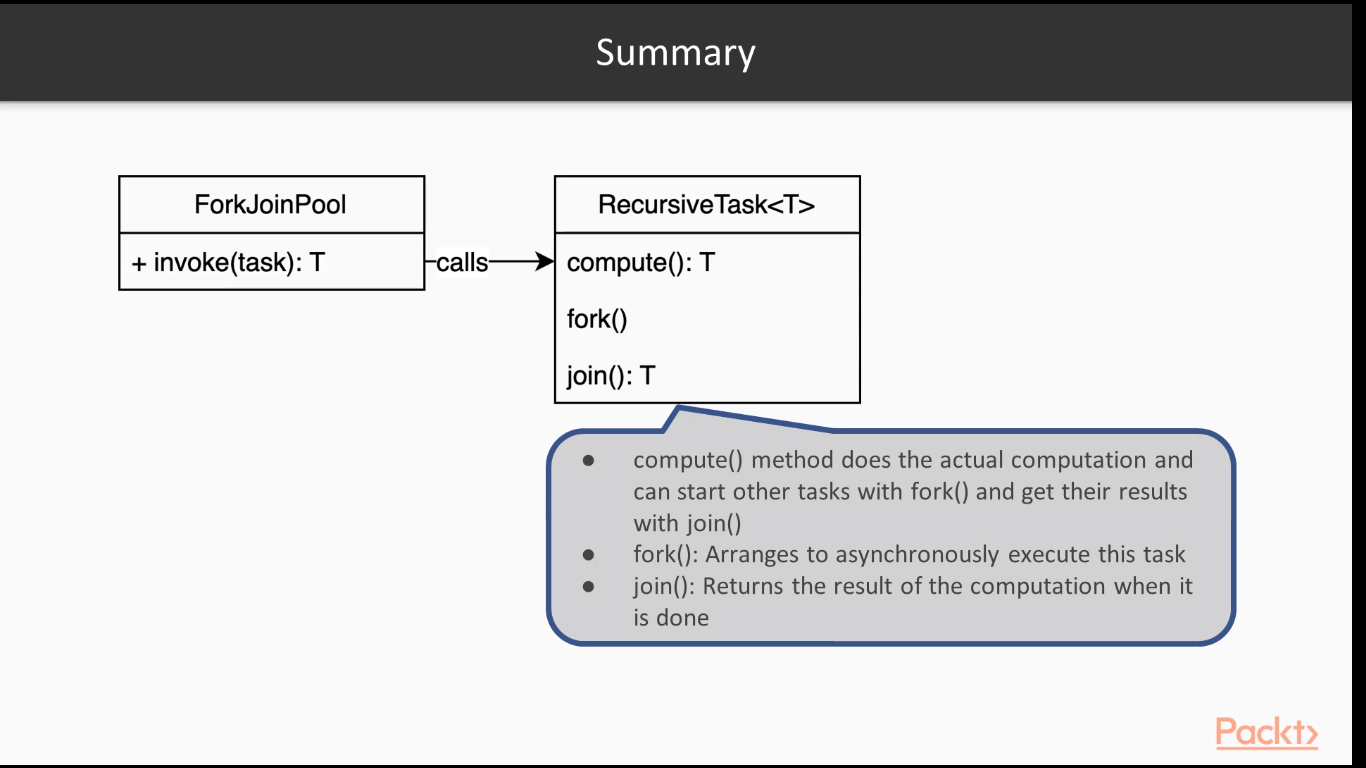 Summary
ForkJoinPool
+ invoke(task): T
calls
RecursiveTask<T>
compute(): T
fork()
join(): T
● compute() method does the actual computation and
can start other tasks with fork() and get their results
with join()
● fork(): Arranges to asynchronously execute this task
● join(): Returns the result of the computation when it
is done
Packt>